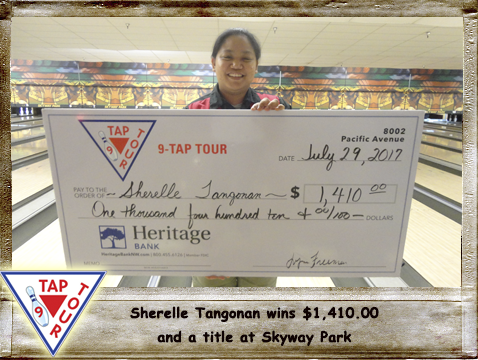 8002
Pacific Avenue
TAP TOUR 9
9-TAP TOUR
DATE July 29, 2017
PAY TO THE
ORDER OF ~ Sherelle Tangonan ~ $ 1,410 00
One thousand four hundred ten & 00/100 — DOLLARS
Heritage
BANK
TAP TOUR 9
Sherelle Tangonan wins $1,410.00
and a title at Skyway Park